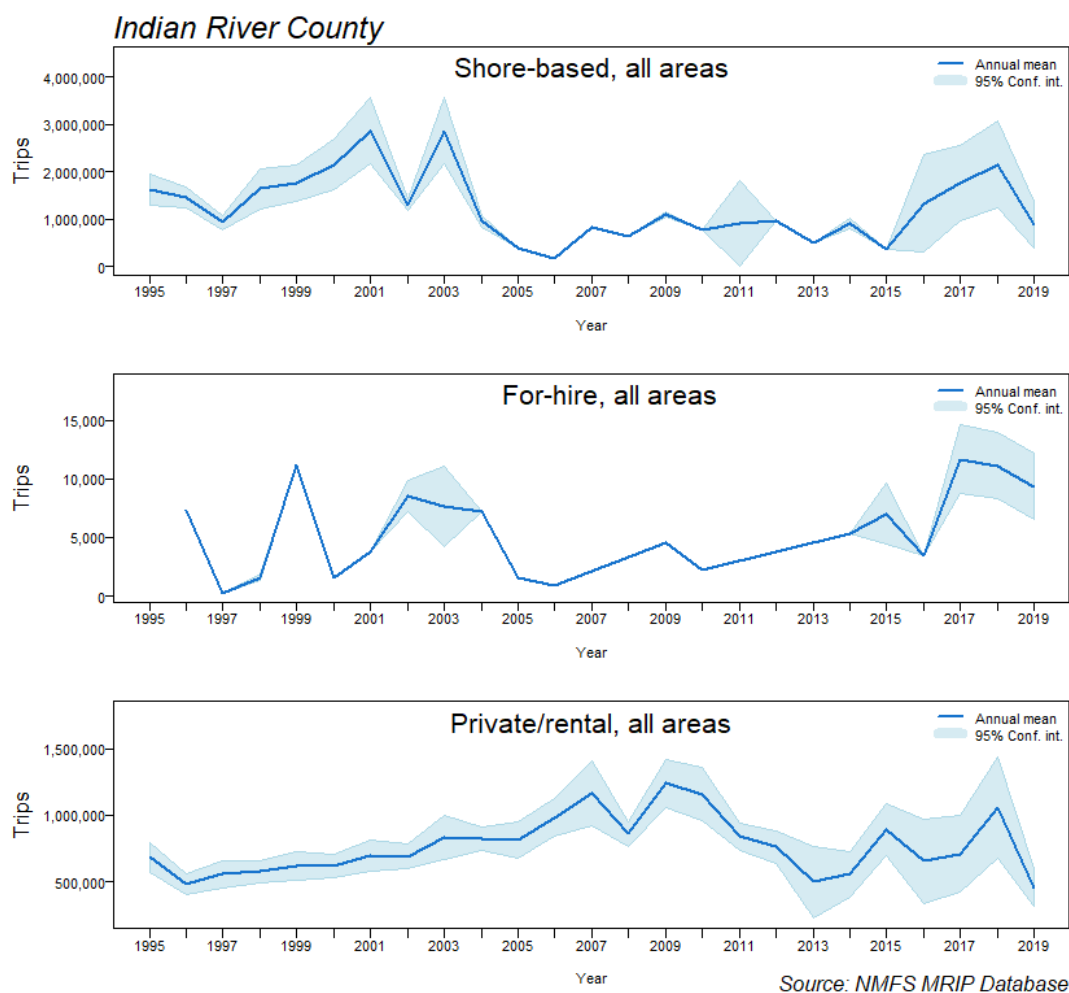 Indian River County
Shore-based, all areas
Annual mean
95% Conf. int.
Trips
4,000,000
3,000,000
2,000,000
1,000,000
0
1995 1997 1999 2001 2003 2005 2007 2009 2011 2013 2015 2017 2019
Year
For-hire, all areas
Annual mean
95% Conf. int.
Trips
15,000
10,000
5,000
0
1995 1997 1999 2001 2003 2005 2007 2009 2011 2013 2015 2017 2019
Year
Private/rental, all areas
Annual mean
95% Conf. int.
Trips
1,500,000
1,000,000
500,000
1995 1997 1999 2001 2003 2005 2007 2009 2011 2013 2015 2017 2019
Year
Source: NMFS MRIP Database